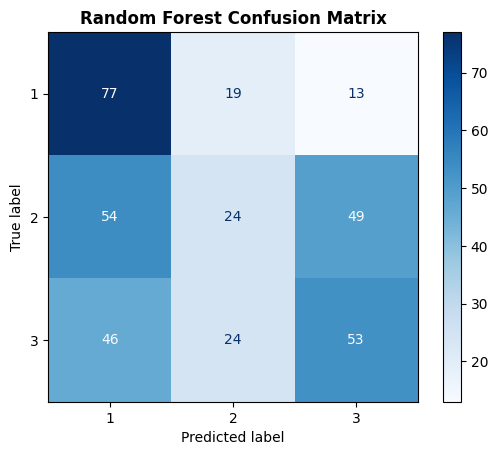 Random Forest Confusion Matrix
1 77 19 13
2 54 24 49
3 46 24 53
1 2 3
True label
Predicted label
70
60
50
40
30
20